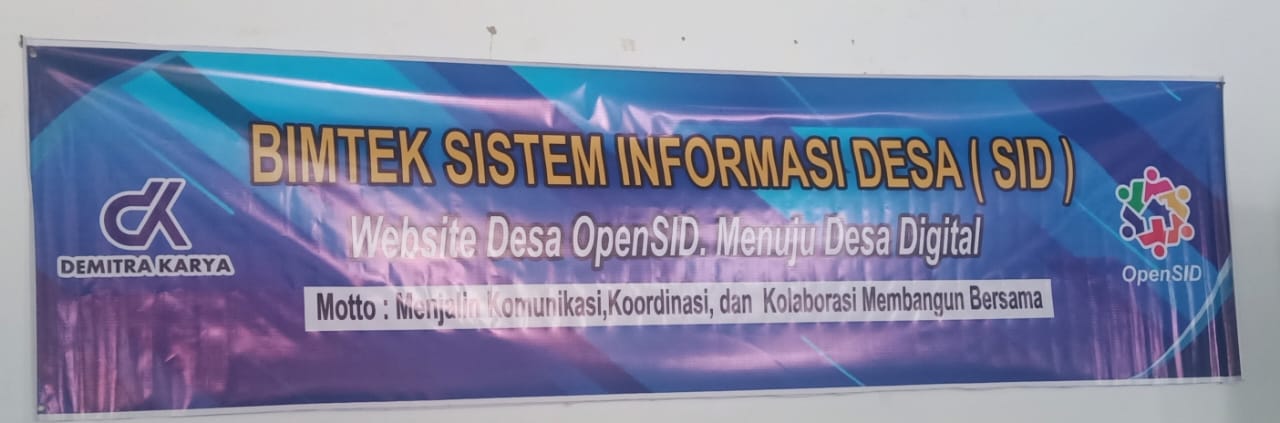 BIMTEK SISTEM INFORMASI DESA ( SID )
Website Desa OpenSID. Menuju Desa Digital
Motto : Menjalin Komunikasi,Koordinasi, dan Kolaborasi Membangun Bersama
DK
DEMITRA KARYA
OpenSID